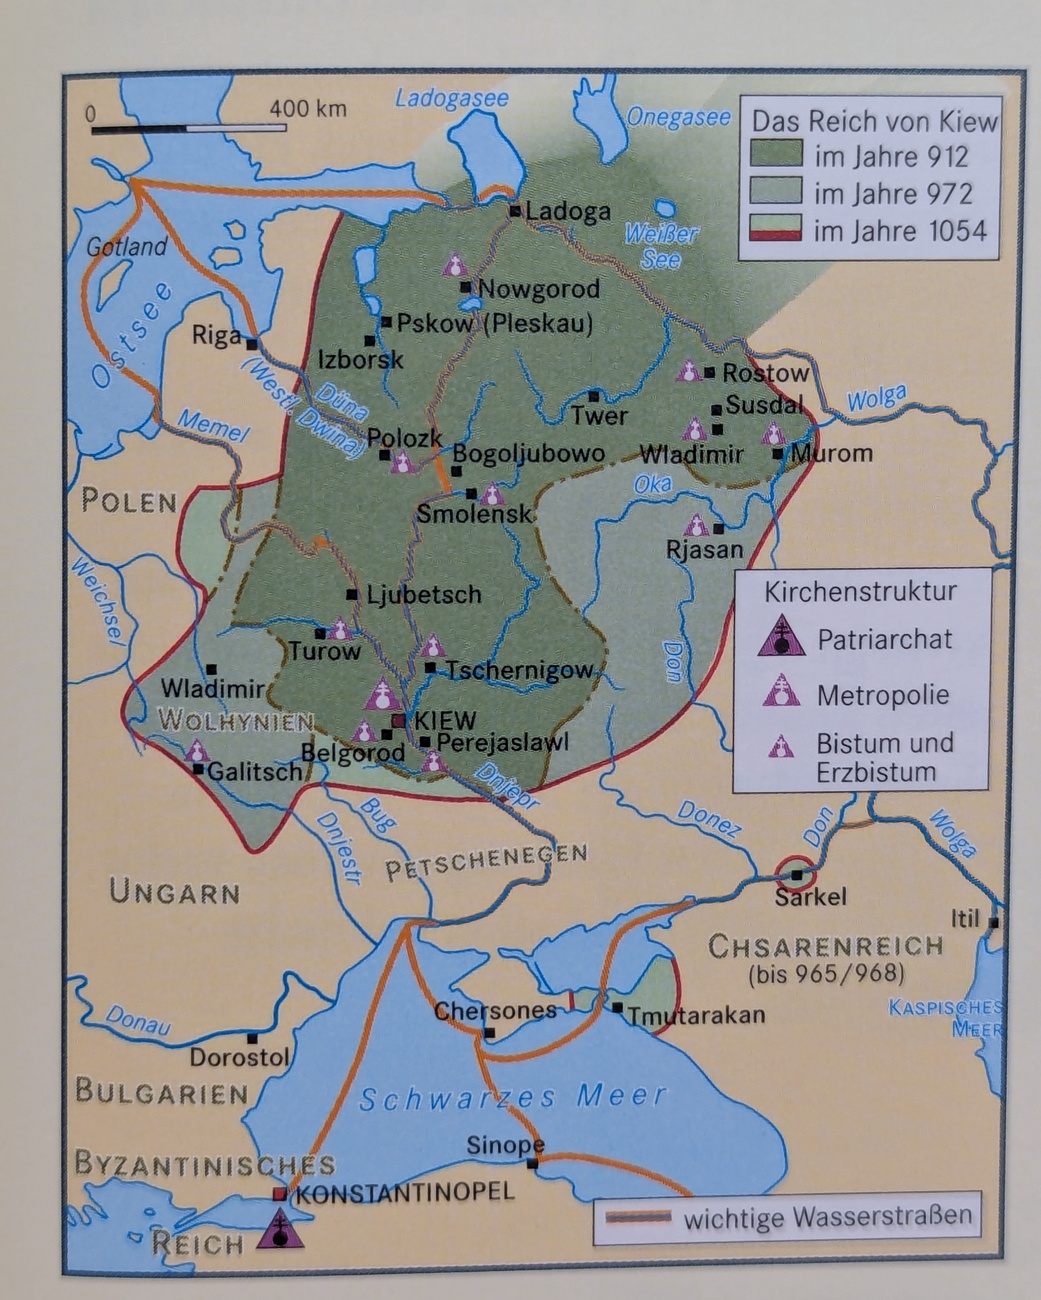 0 400 km
Ladogasee
Onegasee
Das Reich von Kiew
im Jahre 912
im Jahre 972
im Jahre 1054
Ladoga
Weißer
See
Gotland
Nowgorod
Ostsee
Pskow (Pleskau)
Riga
Izborsk
Düna
(Westl. Dwina)
Rostow
Wolga
Susdal
Twer
Memel
Polozk
Bogoljubowo
Wladimir
Murom
Polen
Oka
Smolensk
Rjasan
Weichsel
Kirchenstruktur
Patriarchat
Metropolie
Bistum und
Erzbistum
Ljubetsch
Turow
Tschernigow
Don
Wladimir
Wolhynien
KIEW
Belgorod
Perejaslawl
Galitsch
Dnjepr
Bug
Dnjestr
Donez
Don
Wolga
Petschenegen
Ungarn
Sarkel
Itil
Chsarenreich
(bis 965/968)
Kaspisches
Meer
Chersones
Tmutarakan
Donau
Dorostol
Bulgarien
Schwarzes Meer
Sinope
Byzantinisches
KONSTANTINOPEL
Reich
wichtige Wasserstraßen